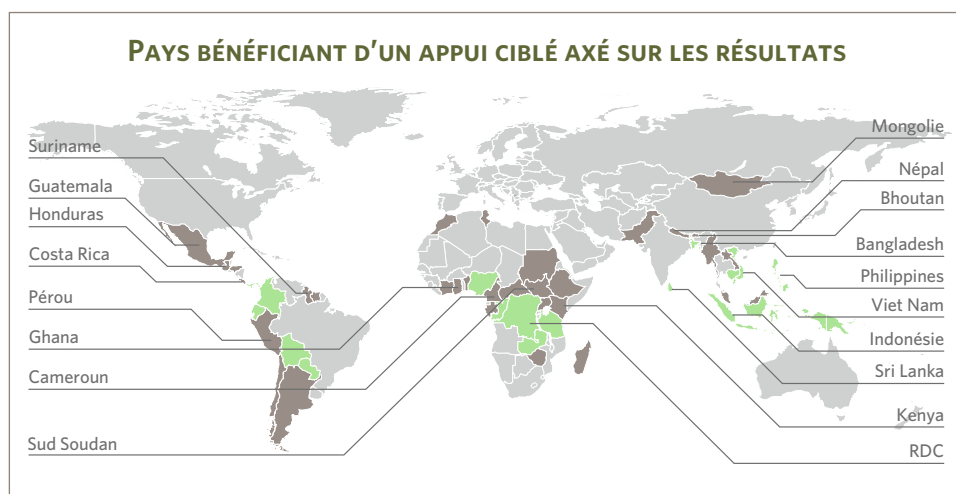 PAYS BÉNÉFICIANT D'UN APPUI CIBLÉ AXÉ SUR LES RÉSULTATS
Suriname
Guatemala
Honduras
Costa Rica
Pérou
Ghana
Cameroun
Sud Soudan
Mongolie
Népal
Bhoutan
Bangladesh
Philippines
Viet Nam
Indonésie
Sri Lanka
Kenya
RDC